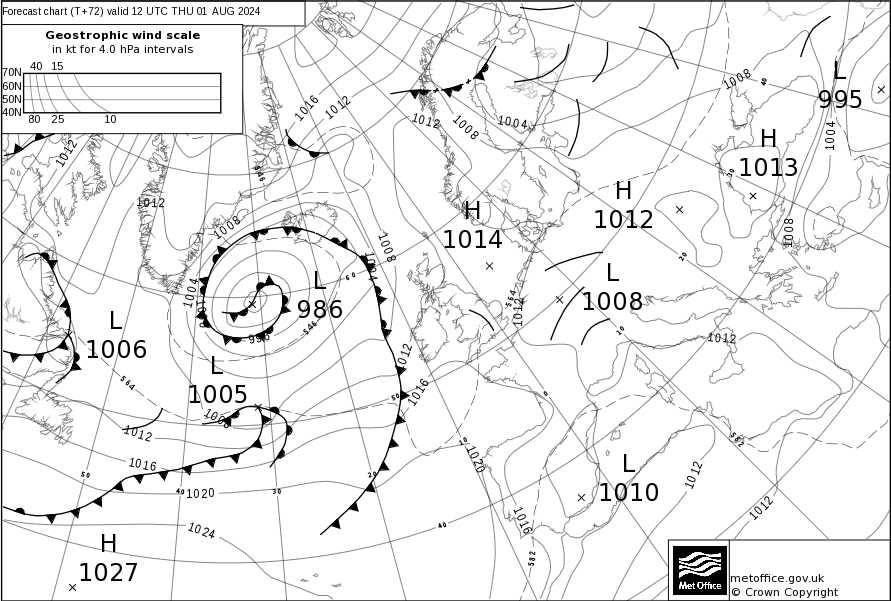 Forecast chart (T+72) valid 12 UTC THU 01 AUG 2024
Geostrophic wind scale
in kt for 4.0 hPa intervals
40 15
70N
60N
50N
40N
80 25 10
1016
1012
1012
1008
1004
1008
40
L
995
1004
H
1013
30
1012
546
1012
1008
H
1014
H
1012
1008
20
1008
1004
60
1004
L
986
546
996
564
1012
L
1008
10
1012
L
1006
564
L
1005
1008
1012
1016
50
0
1012
1016
50
40
1020
30
20
0
1020
582
L
1010
1012
1012
1016
40
582
1024
H
1027
Met Office
metoffice.gov.uk
© Crown Copyright